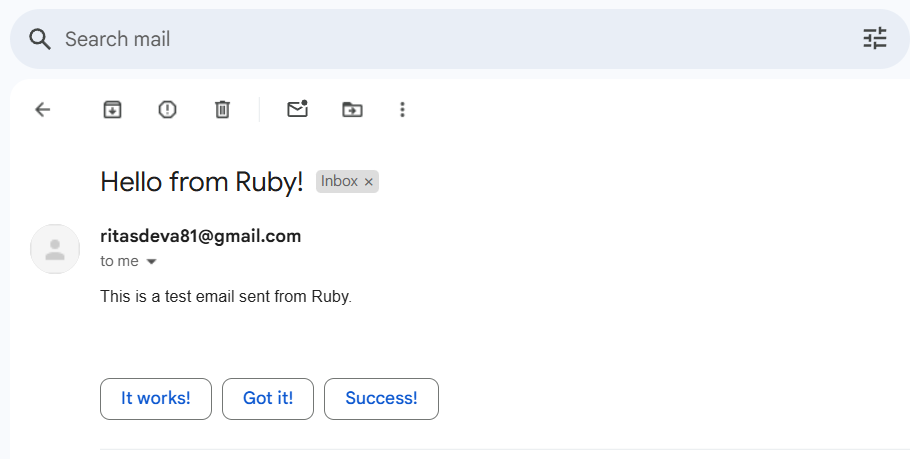 Search mail
Hello from Ruby! Inbox ×
ritasdeva81@gmail.com
to me
This is a test email sent from Ruby.
It works! Got it! Success!